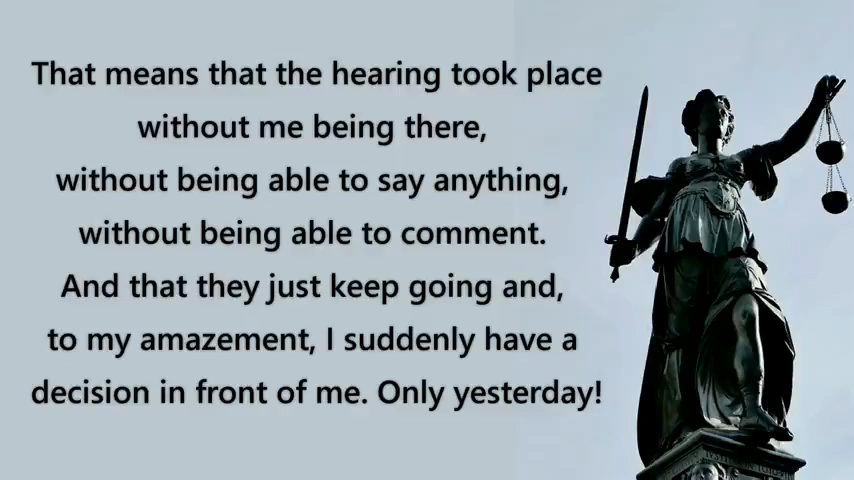 That means that the hearing took place
without me being there,
without being able to say anything,
without being able to comment.
And that they just keep going and,
to my amazement, I suddenly have a
decision in front of me. Only yesterday!